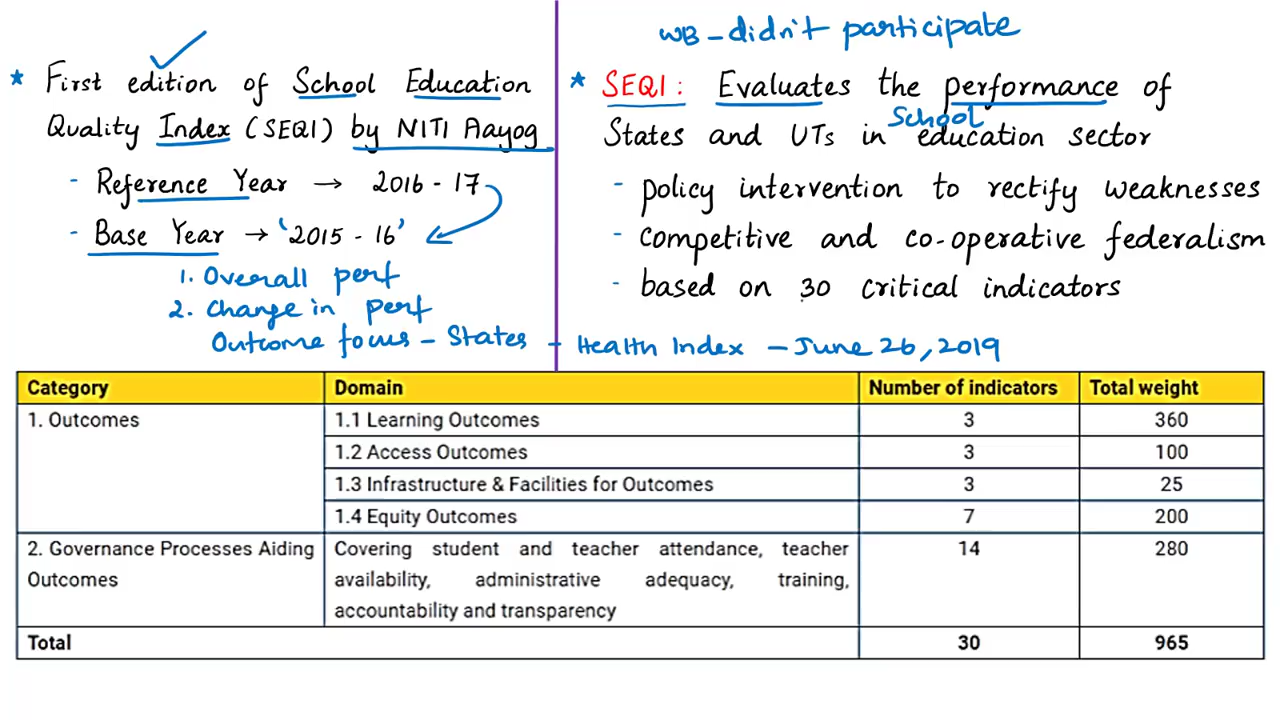 * First edition of School Education
Quality Index (SEQI) by NITI Aayog
- Reference Year → 2016 - 17
- Base Year → '2015 - 16'
1. Overall perf
2. Change in perf
Outcome focus - States - Health Index - June 26, 2019
WB - didn't participate
* SEQI: Evaluates the performance of
School
States and UTs in education sector
- policy intervention to rectify weaknesses
- competitive and co-operative federalism
- based on 30 critical indicators
Category Domain Number of indicators Total weight
1. Outcomes 1.1 Learning Outcomes 3 360
1.2 Access Outcomes 3 100
1.3 Infrastructure & Facilities for Outcomes 3 25
1.4 Equity Outcomes 7 200
2. Governance Processes Aiding Covering student and teacher attendance, teacher 14 280
Outcomes availability, administrative adequacy, training,
accountability and transparency
Total 30 965